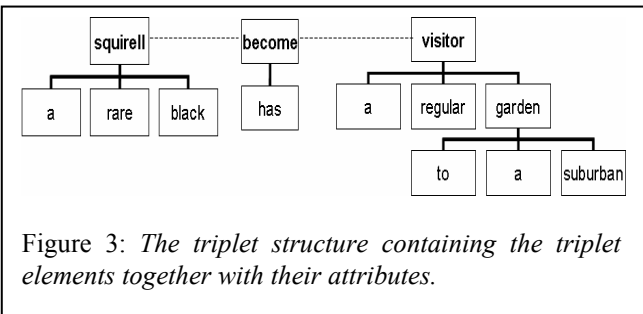 squirell become visitor
a rare black has a regular garden
to a suburban
Figure 3: The triplet structure containing the triplet
elements together with their attributes.